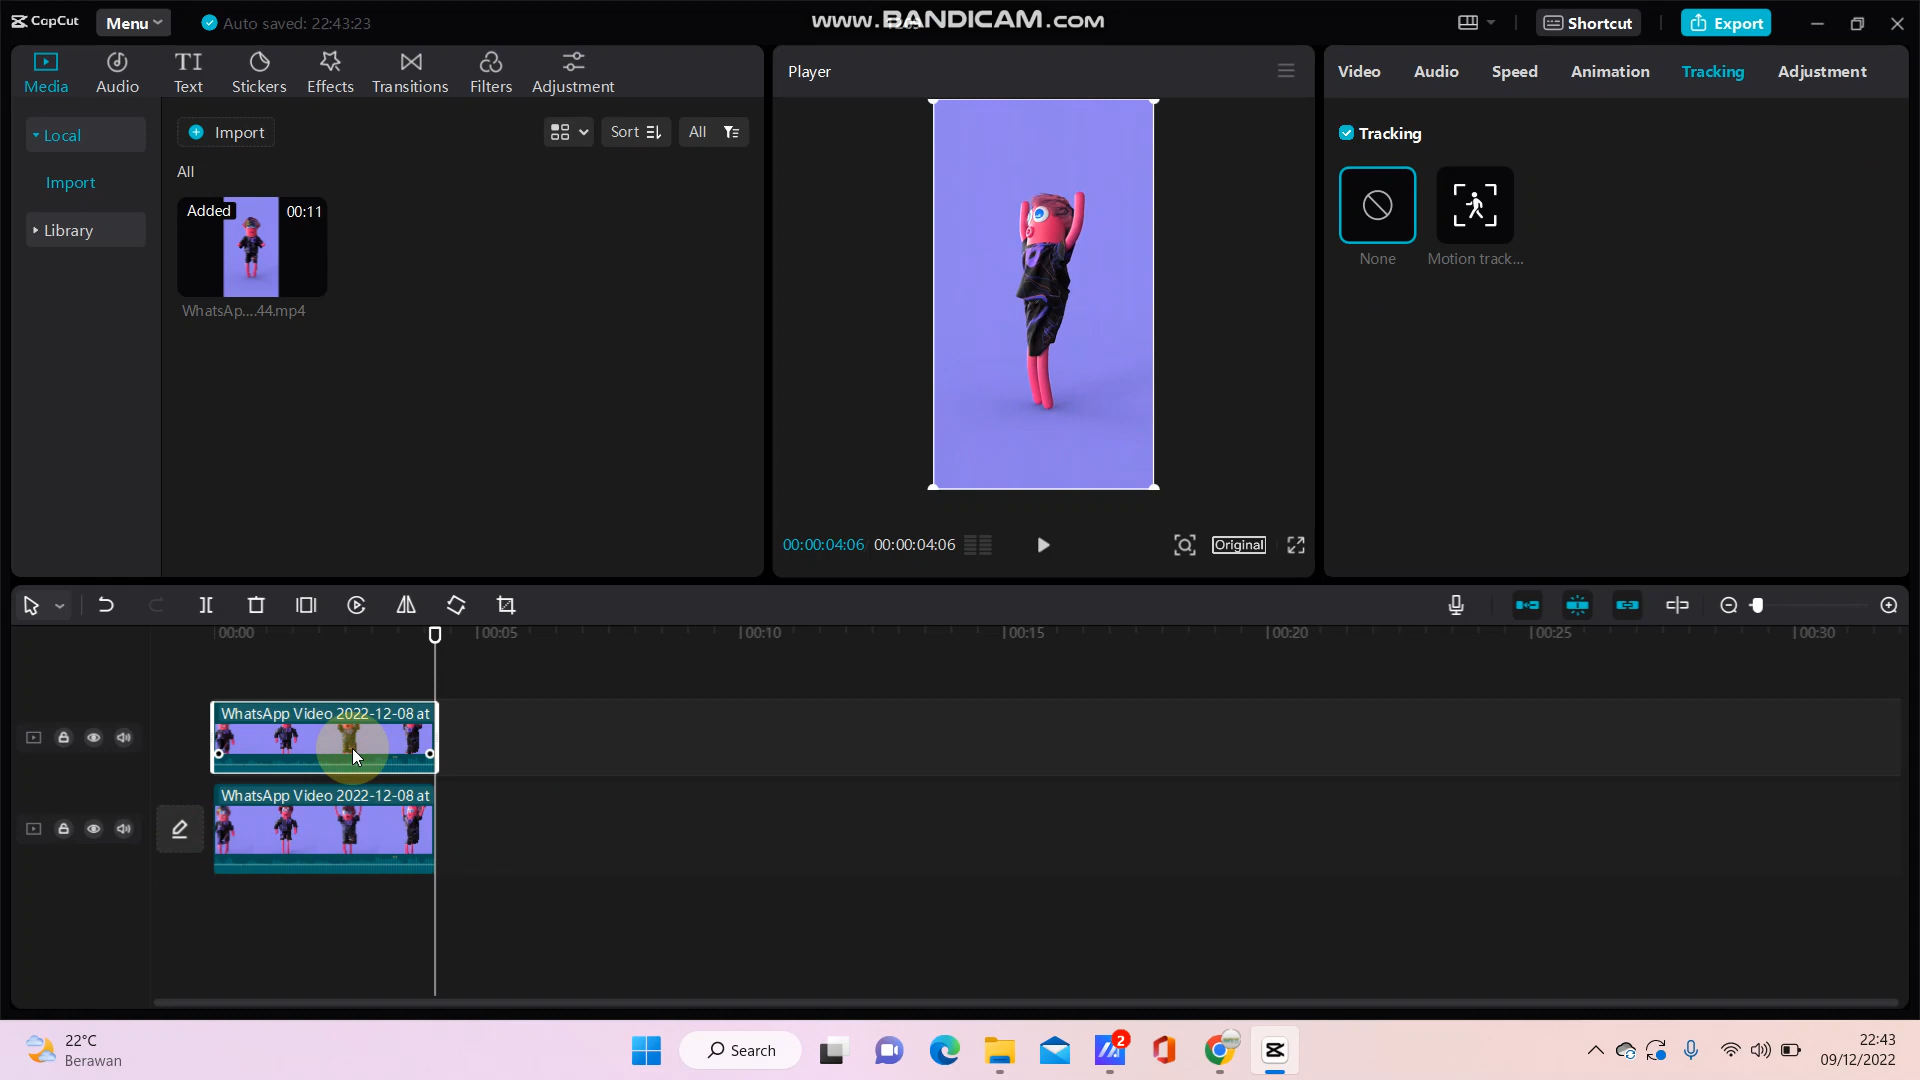 CapCut
Menu
Auto saved: 22:43:23
www.BANDICAM.com
Shortcut
Export
Media
Audio
Text
Stickers
Effects
Transitions
Filters
Adjustment
Player
Video
Audio
Speed
Animation
Tracking
Adjustment
Local
Import
Library
Import
Sort
All
All
Added
00:11
WhatsAp....44.mp4
Tracking
None
Motion track...
00:00:04:06
00:00:04:06
Original
00:00
00:05
00:10
00:15
00:20
00:25
00:30
WhatsApp Video 2022-12-08 at
WhatsApp Video 2022-12-08 at
22°C
Berawan
Search
2
22:43
09/12/2022